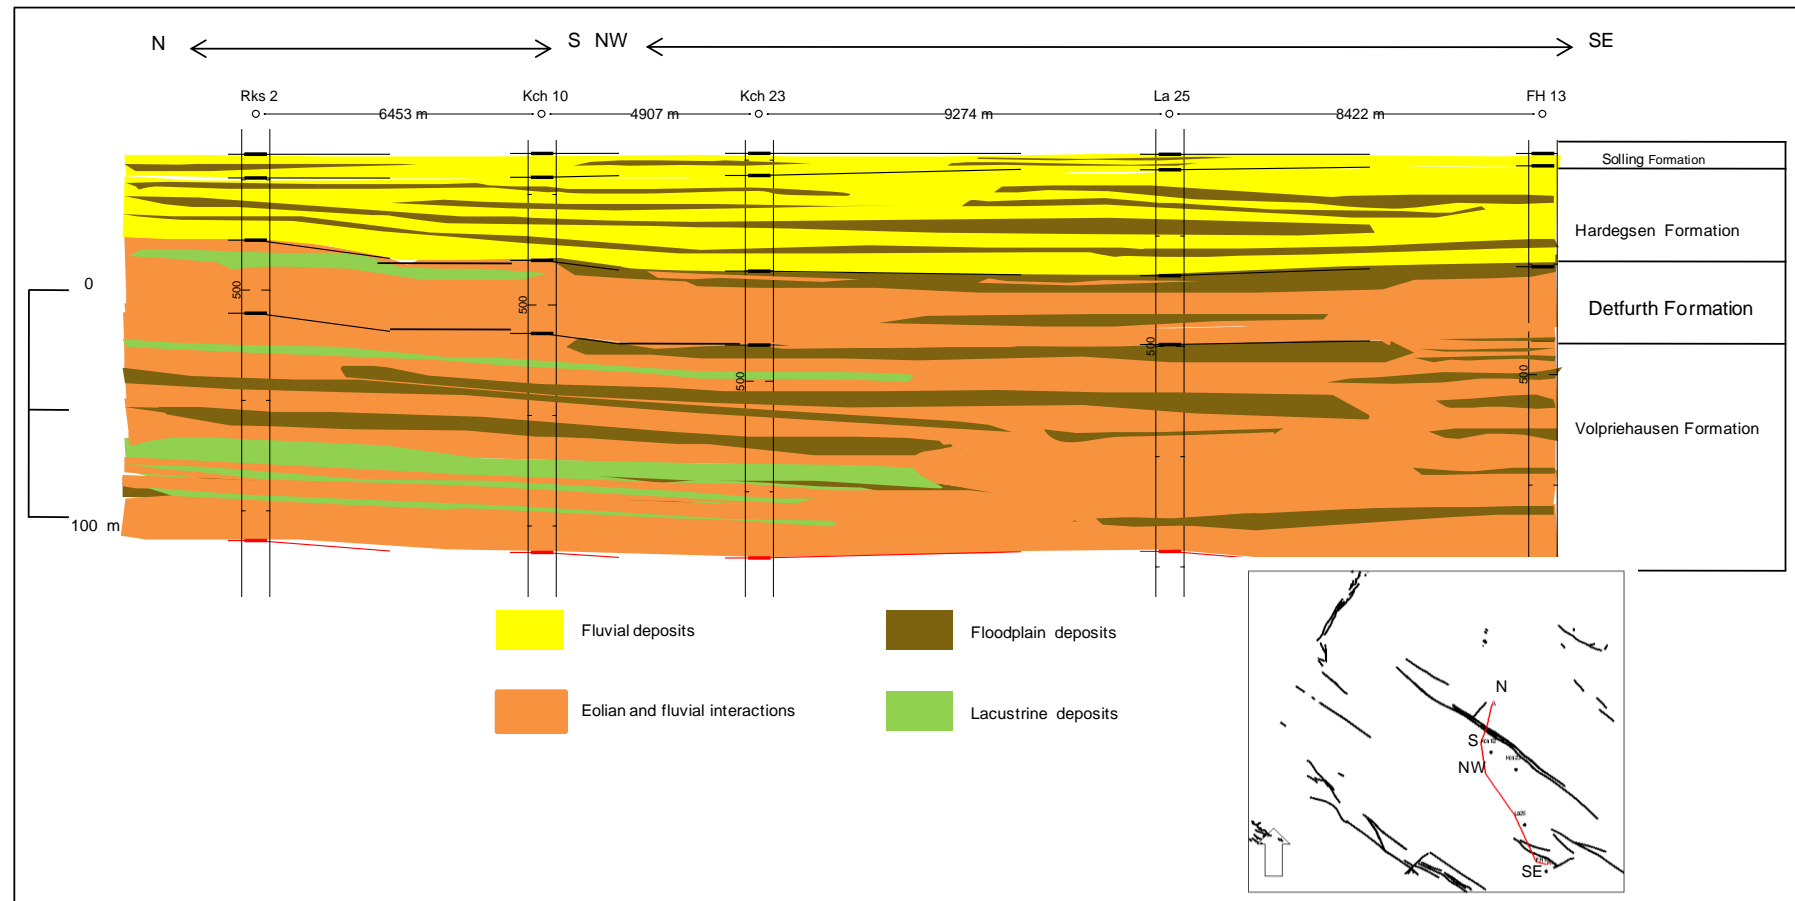 N S NW SE
Rks 2 Kch 10 Kch 23 La 25 FH 13
6453 m 4907 m 9274 m 8422 m
Solling Formation
Hardegsen Formation
0
500
500
Detfurth Formation
500
500
500
Volpriehausen Formation
100 m
Fluvial deposits
Floodplain deposits
Eolian and fluvial interactions
Lacustrine deposits
N
S
NW
SE